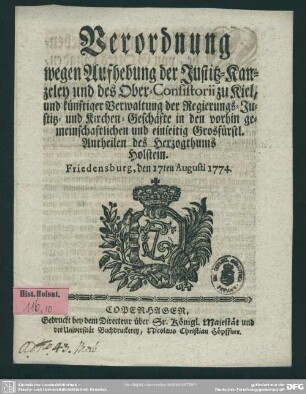 Verordnung
wegen Aufhebung der Justitz-Kan-
zeley und des Ober-Consistorii zu Kiel,
und künftiger Verwaltung der Regierungs-Ju-
stitz- und Kirchen-Geschäfte in den vorhin ge-
meinschaftlichen und einseitig Grosfürstl.
Antheilen des Herzogthums
Holstein.
Friedensburg, den 17ten Augusti 1774.
Hist. Holsat.
116,10
COPENHAGEN,
Gedruckt bey dem Directeur über Sr. Königl. Majestät und
der Universität Buchdruckerey, Nicolaus Christian Höpffner.